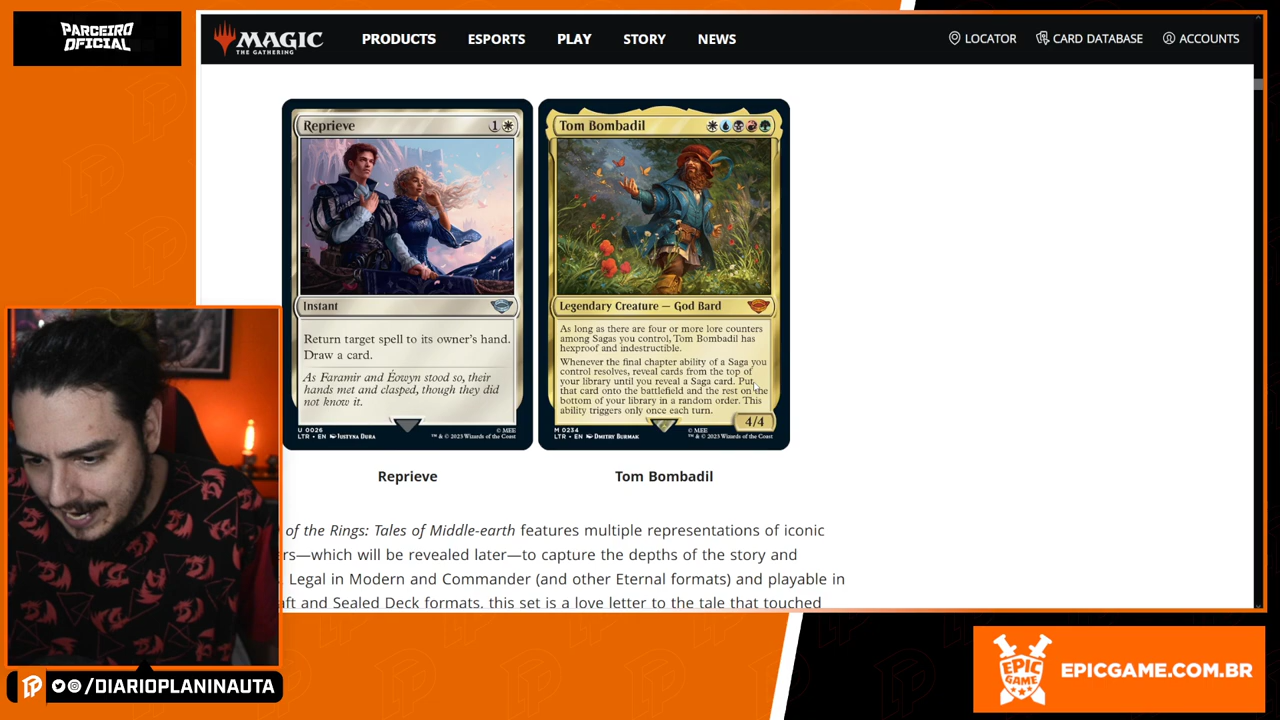 PARCEIRO
OFICIAL
MAGIC
THE GATHERING
PRODUCTS
ESPORTS
PLAY
STORY
NEWS
LOCATOR
CARD DATABASE
ACCOUNTS
Reprieve
1
Instant
Return target spell to its owner's hand.
Draw a card.
As Faramir and Éowyn stood so, their
hands met and clasped, though they did
not know it.
U 0026
LTR • EN Justyna Dura
© MEE
™ & © 2023 Wizards of the Coast
Tom Bombadil
Legendary Creature — God Bard
As long as there are four or more lore counters
among Sagas you control, Tom Bombadil has
hexproof and indestructible.
Whenever the final chapter ability of a Saga you
control resolves, reveal cards from the top of
your library until you reveal a Saga card. Put
that card onto the battlefield and the rest on the
bottom of your library in a random order. This
ability triggers only once each turn.
4/4
M 0234
LTR • EN Dmitry Burmak
© MEE
™ & © 2023 Wizards of the Coast
Reprieve
Tom Bombadil
of the Rings: Tales of Middle-earth features multiple representations of iconic
ers—which will be revealed later—to capture the depths of the story and
Legal in Modern and Commander (and other Eternal formats) and playable in
aft and Sealed Deck formats, this set is a love letter to the tale that touched
/DIARIOPLANINAUTA
EPIC
GAME
EPICGAME.COM.BR